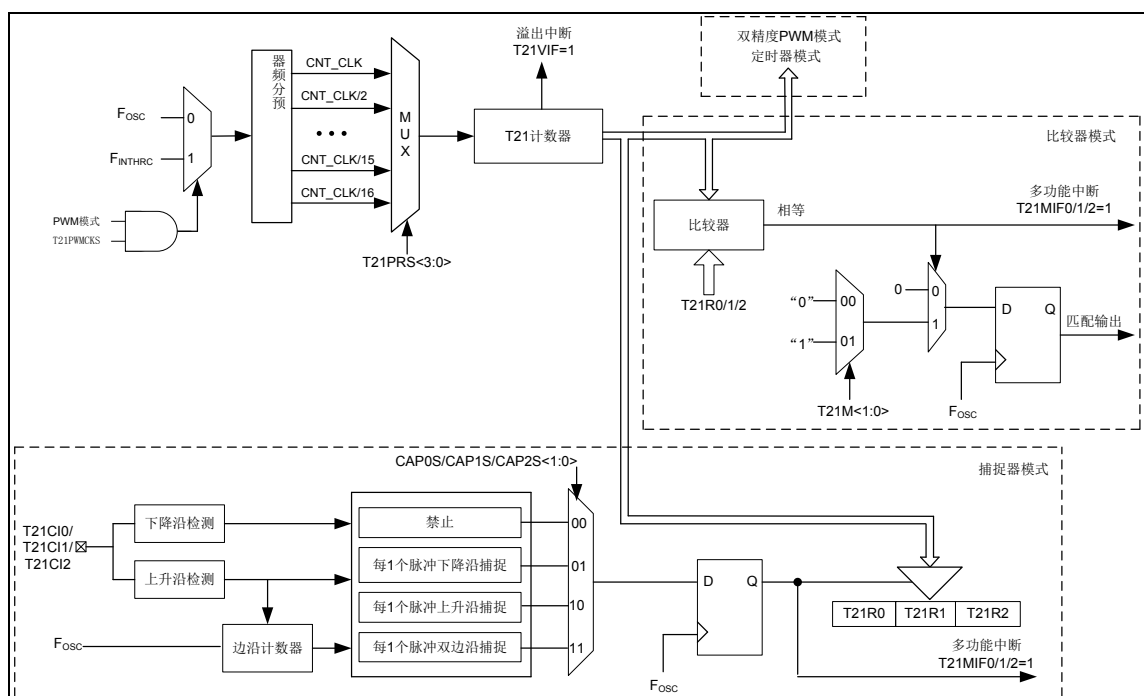 溢出中断
T21VIF=1
双精度PWM模式
定时器模式
器频分预
CNT_CLK
CNT_CLK/2
CNT_CLK/15
CNT_CLK/16
MUX
FOSC
0
FINTHRC
1
PWM模式
T21PWMCKS
T21PRS<3:0>
T21计数器
比较器模式
比较器
相等
多功能中断
T21MIF0/1/2=1
T21R0/1/2
“0”
00
“1”
01
T21M<1:0>
0
0
1
D
Q
匹配输出
FOSC
捕捉器模式
CAP0S/CAP1S/CAP2S<1:0>
T21CI0/
T21CI1/
T21CI2
下降沿检测
上升沿检测
边沿计数器
FOSC
禁止
00
每1个脉冲下降沿捕捉
01
每1个脉冲上升沿捕捉
10
每1个脉冲双边沿捕捉
11
D
Q
FOSC
T21R0
T21R1
T21R2
多功能中断
T21MIF0/1/2=1